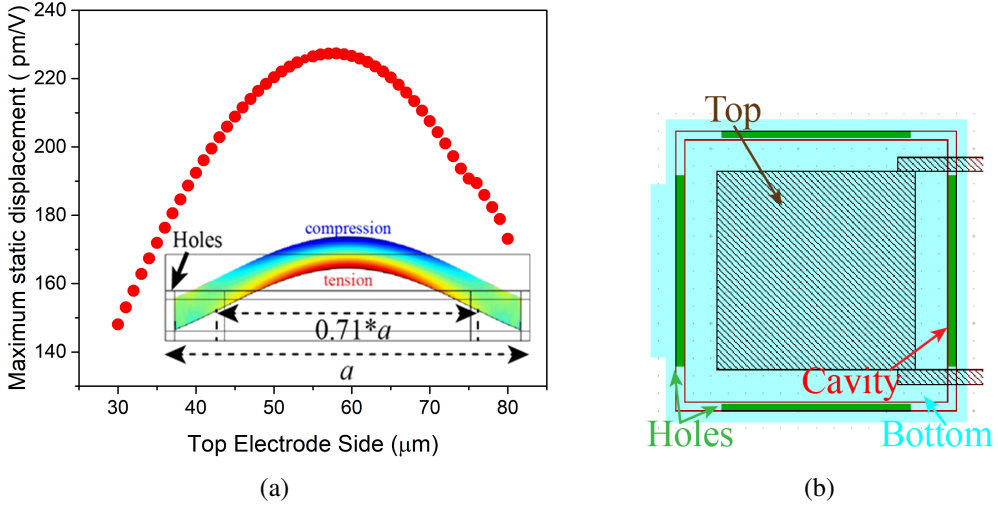 Maximum static displacement ( pm/V)
240
220
200
180
160
140
30
40
50
60
70
80
Top Electrode Side (μm)
Holes
compression
tension
0.71*a
a
(a)
Top
Cavity
Holes
Bottom
(b)